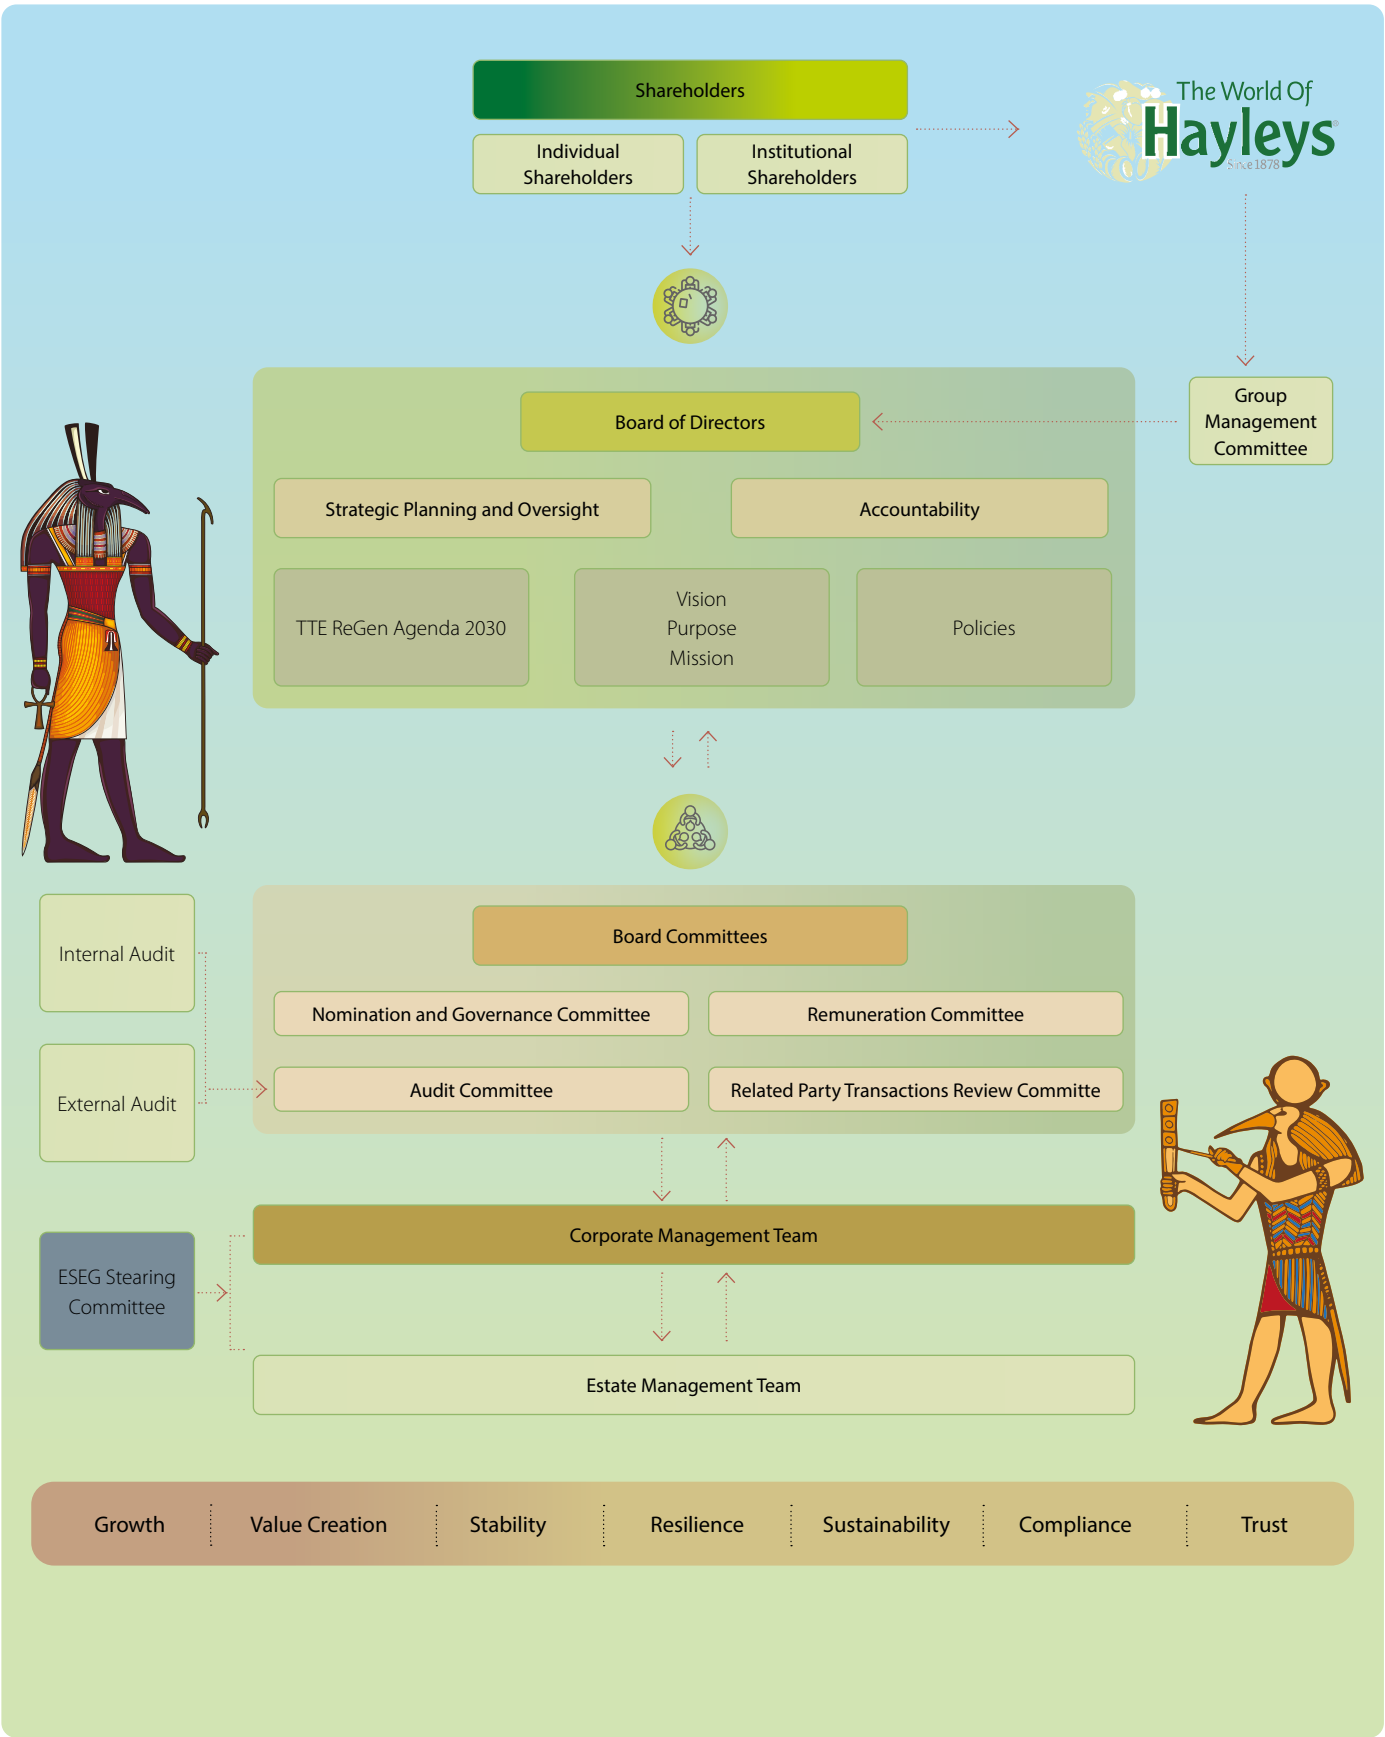 Shareholders
Individual
Shareholders
Institutional
Shareholders
The World Of
Hayleys
Since 1878
Group
Management
Committee
Board of Directors
Strategic Planning and Oversight
Accountability
TTE ReGen Agenda 2030
Vision
Purpose
Mission
Policies
Internal Audit
External Audit
Board Committees
Nomination and Governance Committee
Remuneration Committee
Audit Committee
Related Party Transactions Review Committe
Corporate Management Team
ESEG Stearing
Committee
Estate Management Team
Growth
Value Creation
Stability
Resilience
Sustainability
Compliance
Trust